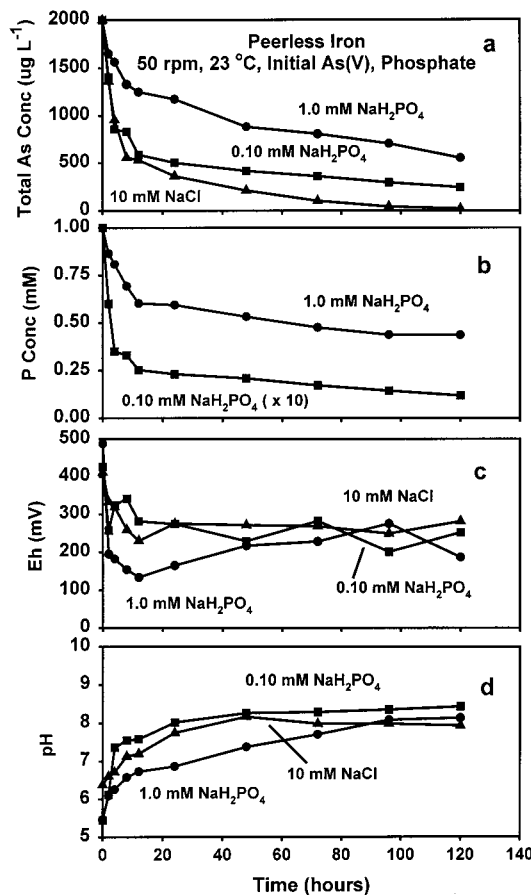 Peerless Iron
a
50 rpm, 23 °C, Initial As(V), Phosphate
Total As Conc (ug L⁻¹)
2000
1500
1000
500
0
1.0 mM NaH₂PO₄
0.10 mM NaH₂PO₄
10 mM NaCl
b
P Conc (mM)
1.00
0.75
0.50
0.25
0.00
1.0 mM NaH₂PO₄
0.10 mM NaH₂PO₄ ( x 10)
c
Eh (mV)
500
400
300
200
100
0
10 mM NaCl
0.10 mM NaH₂PO₄
1.0 mM NaH₂PO₄
d
pH
10
9
8
7
6
5
0.10 mM NaH₂PO₄
10 mM NaCl
1.0 mM NaH₂PO₄
0
20
40
60
80
100
120
140
Time (hours)